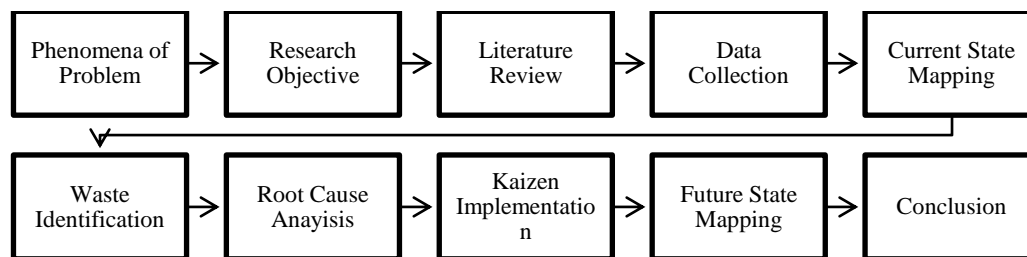 Phenomena of
Problem
Research
Objective
Literature
Review
Data
Collection
Current State
Mapping
Waste
Identification
Root Cause
Anayisis
Kaizen
Implementatio
n
Future State
Mapping
Conclusion